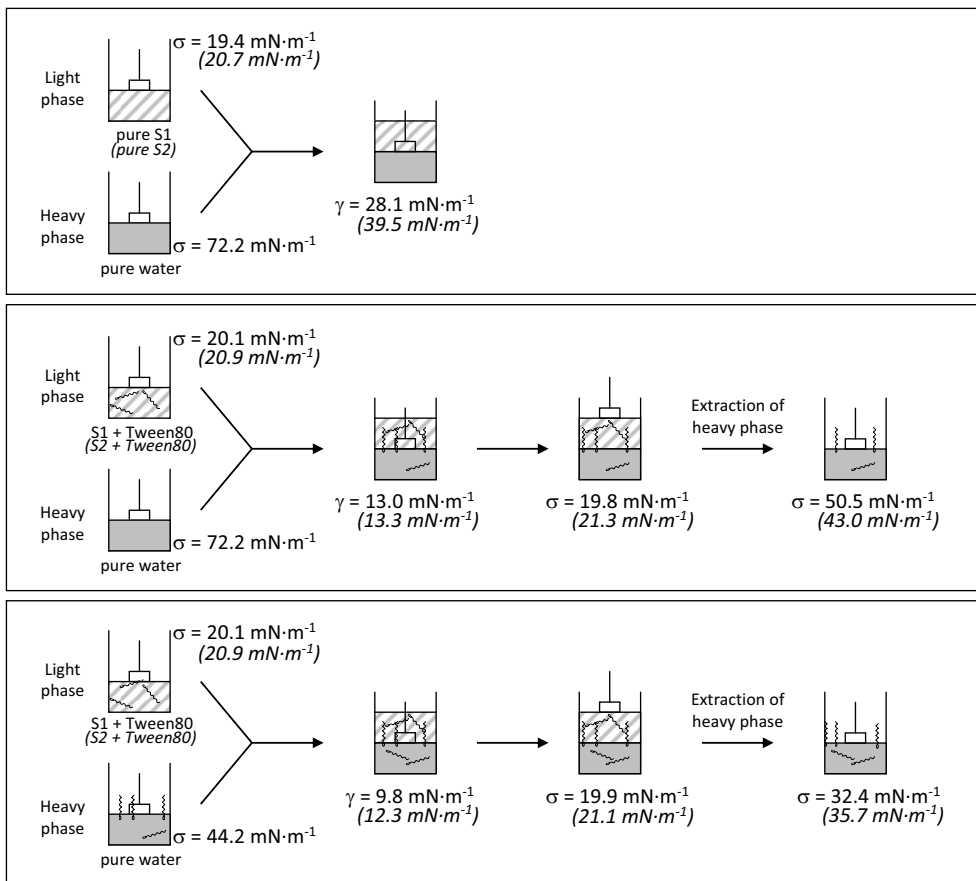 σ = 19.4 mN·m⁻¹
(20.7 mN·m⁻¹)
Light
phase
pure S1
(pure S2)
γ = 28.1 mN·m⁻¹
(39.5 mN·m⁻¹)
Heavy
phase
σ = 72.2 mN·m⁻¹
pure water
σ = 20.1 mN·m⁻¹
(20.9 mN·m⁻¹)
Light
phase
S1 + Tween80
(S2 + Tween80)
Extraction of
heavy phase
γ = 13.0 mN·m⁻¹
(13.3 mN·m⁻¹)
σ = 19.8 mN·m⁻¹
(21.3 mN·m⁻¹)
σ = 50.5 mN·m⁻¹
(43.0 mN·m⁻¹)
Heavy
phase
σ = 72.2 mN·m⁻¹
pure water
σ = 20.1 mN·m⁻¹
(20.9 mN·m⁻¹)
Light
phase
S1 + Tween80
(S2 + Tween80)
Extraction of
heavy phase
γ = 9.8 mN·m⁻¹
(12.3 mN·m⁻¹)
σ = 19.9 mN·m⁻¹
(21.1 mN·m⁻¹)
σ = 32.4 mN·m⁻¹
(35.7 mN·m⁻¹)
Heavy
phase
σ = 44.2 mN·m⁻¹
pure water